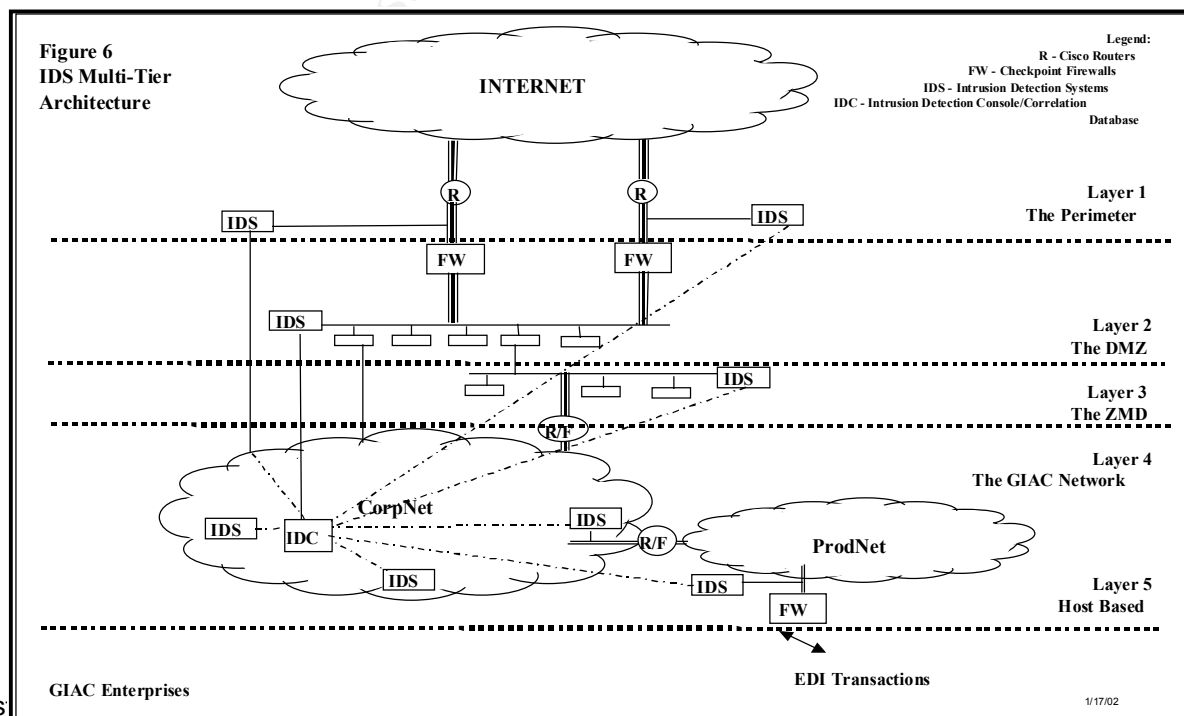 Figure 6
IDS Multi-Tier
Architecture
INTERNET
Legend:
R - Cisco Routers
FW - Checkpoint Firewalls
IDS - Intrusion Detection Systems
IDC - Intrusion Detection Console/Correlation
Database
R
R
Layer 1
The Perimeter
IDS
IDS
FW
FW
IDS
Layer 2
The DMZ
IDS
Layer 3
The ZMD
R/F
Layer 4
The GIAC Network
CorpNet
IDS
IDC
IDS
R/F
ProdNet
IDS
IDS
Layer 5
Host Based
FW
EDI Transactions
GIAC Enterprises
1/17/02